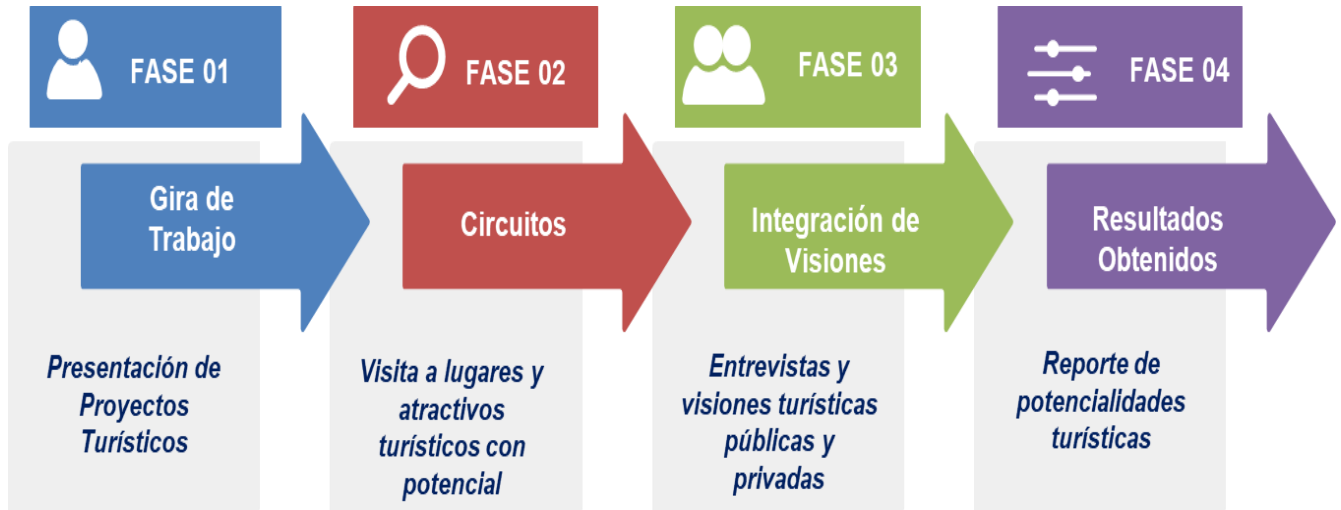 FASE 01
Gira de
Trabajo
Presentación de
Proyectos
Turísticos
FASE 02
Circuitos
Visita a lugares y
atractivos
turísticos con
potencial
FASE 03
Integración de
Visiones
Entrevistas y
visiones turísticas
públicas y
privadas
FASE 04
Resultados
Obtenidos
Reporte de
potencialidades
turísticas